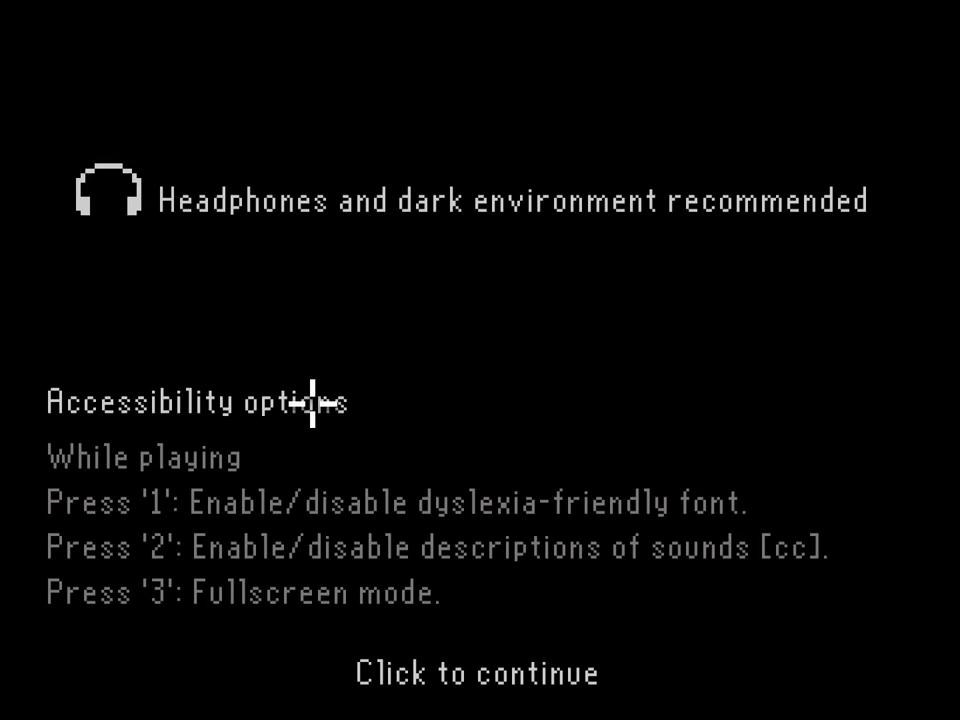 Headphones and dark environment recommended
Accessibility options
While playing
Press '1': Enable/disable dyslexia-friendly font.
Press '2': Enable/disable descriptions of sounds [cc].
Press '3': Fullscreen mode.
Click to continue